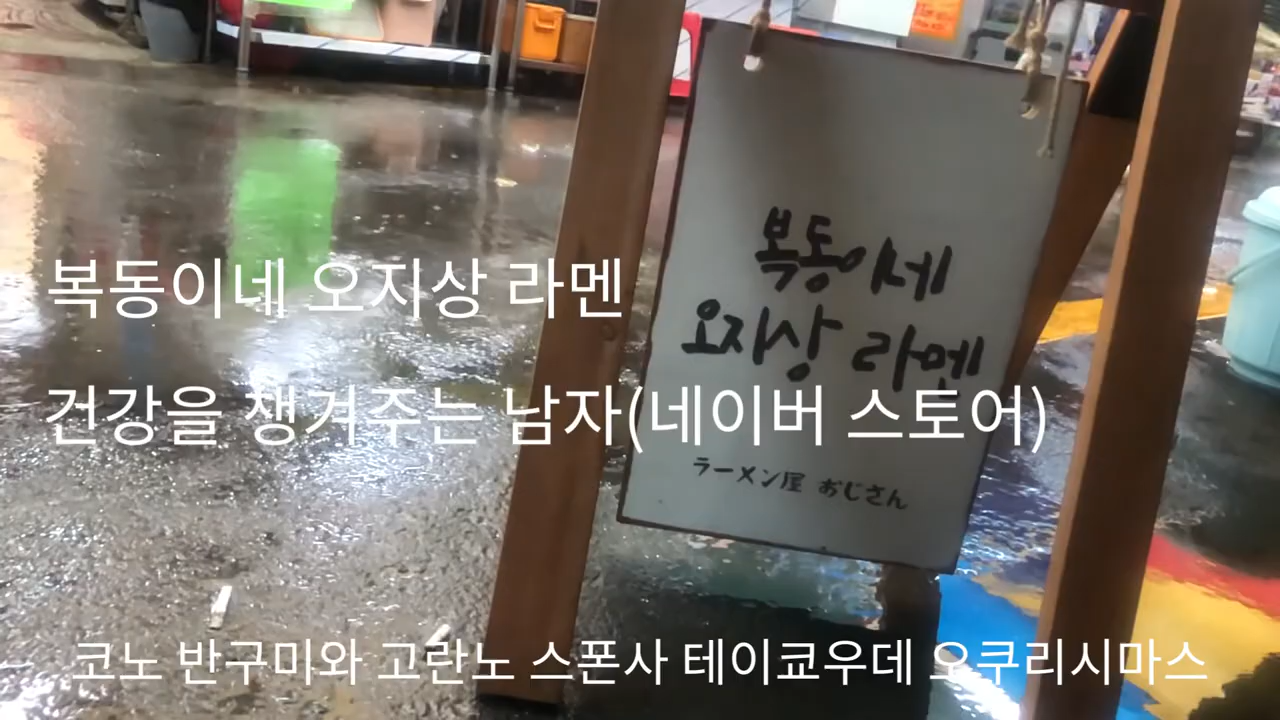 복동이세
오지상 라멘
ラーメン屋 おじさん
복동이네 오지상 라멘
건강을 챙겨주는 남자(네이버 스토어)
코노 반구미와 고란노 스폰사 테이쿄우데 오쿠리시마스